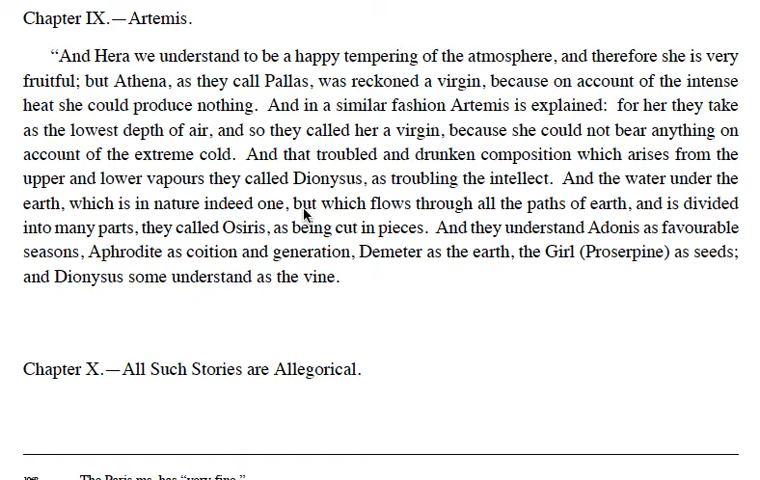 Chapter IX.—Artemis.
“And Hera we understand to be a happy tempering of the atmosphere, and therefore she is very
fruitful; but Athena, as they call Pallas, was reckoned a virgin, because on account of the intense
heat she could produce nothing. And in a similar fashion Artemis is explained: for her they take
as the lowest depth of air, and so they called her a virgin, because she could not bear anything on
account of the extreme cold. And that troubled and drunken composition which arises from the
upper and lower vapours they called Dionysus, as troubling the intellect. And the water under the
earth, which is in nature indeed one, but which flows through all the paths of earth, and is divided
into many parts, they called Osiris, as being cut in pieces. And they understand Adonis as favourable
seasons, Aphrodite as coition and generation, Demeter as the earth, the Girl (Proserpine) as seeds;
and Dionysus some understand as the vine.
Chapter X.—All Such Stories are Allegorical.
The Paris ms. has “very fine.”